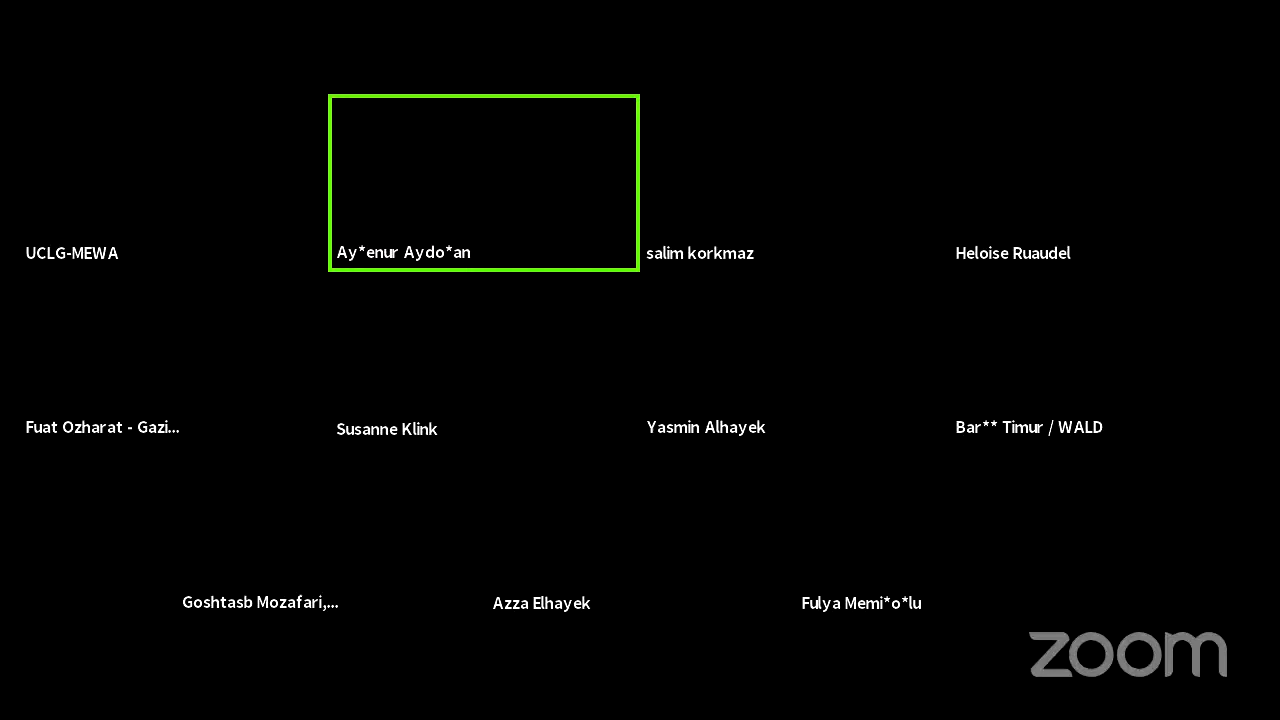 UCLG-MEWA
Ay*enur Aydo*an
salim korkmaz
Heloise Ruaudel
Fuat Ozharat - Gazi...
Susanne Klink
Yasmin Alhayek
Bar** Timur / WALD
Goshtasb Mozafari,...
Azza Elhayek
Fulya Memi*o*lu
zoom